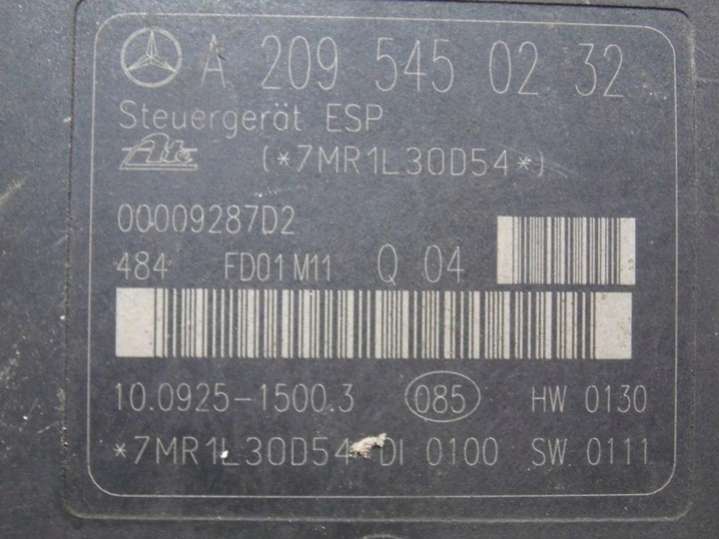 A 209 545 02 32
Steuergerät ESP
Ate (*7MR1L30D54*)
00009287D2
484 FD01M11 Q 04
10.0925-1500.3 085 HW 0130
*7MR1L30D54* DI 0100 SW 0111